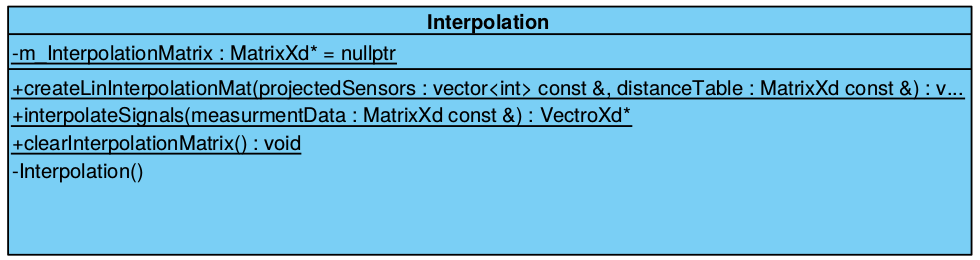 Interpolation
-m_InterpolationMatrix : MatrixXd* = nullptr
+createLinInterpolationMat(projectedSensors : vector<int> const &, distanceTable : MatrixXd const &) : v...
+interpolateSignals(measurmentData : MatrixXd const &) : VectroXd*
+clearInterpolationMatrix() : void
-Interpolation()